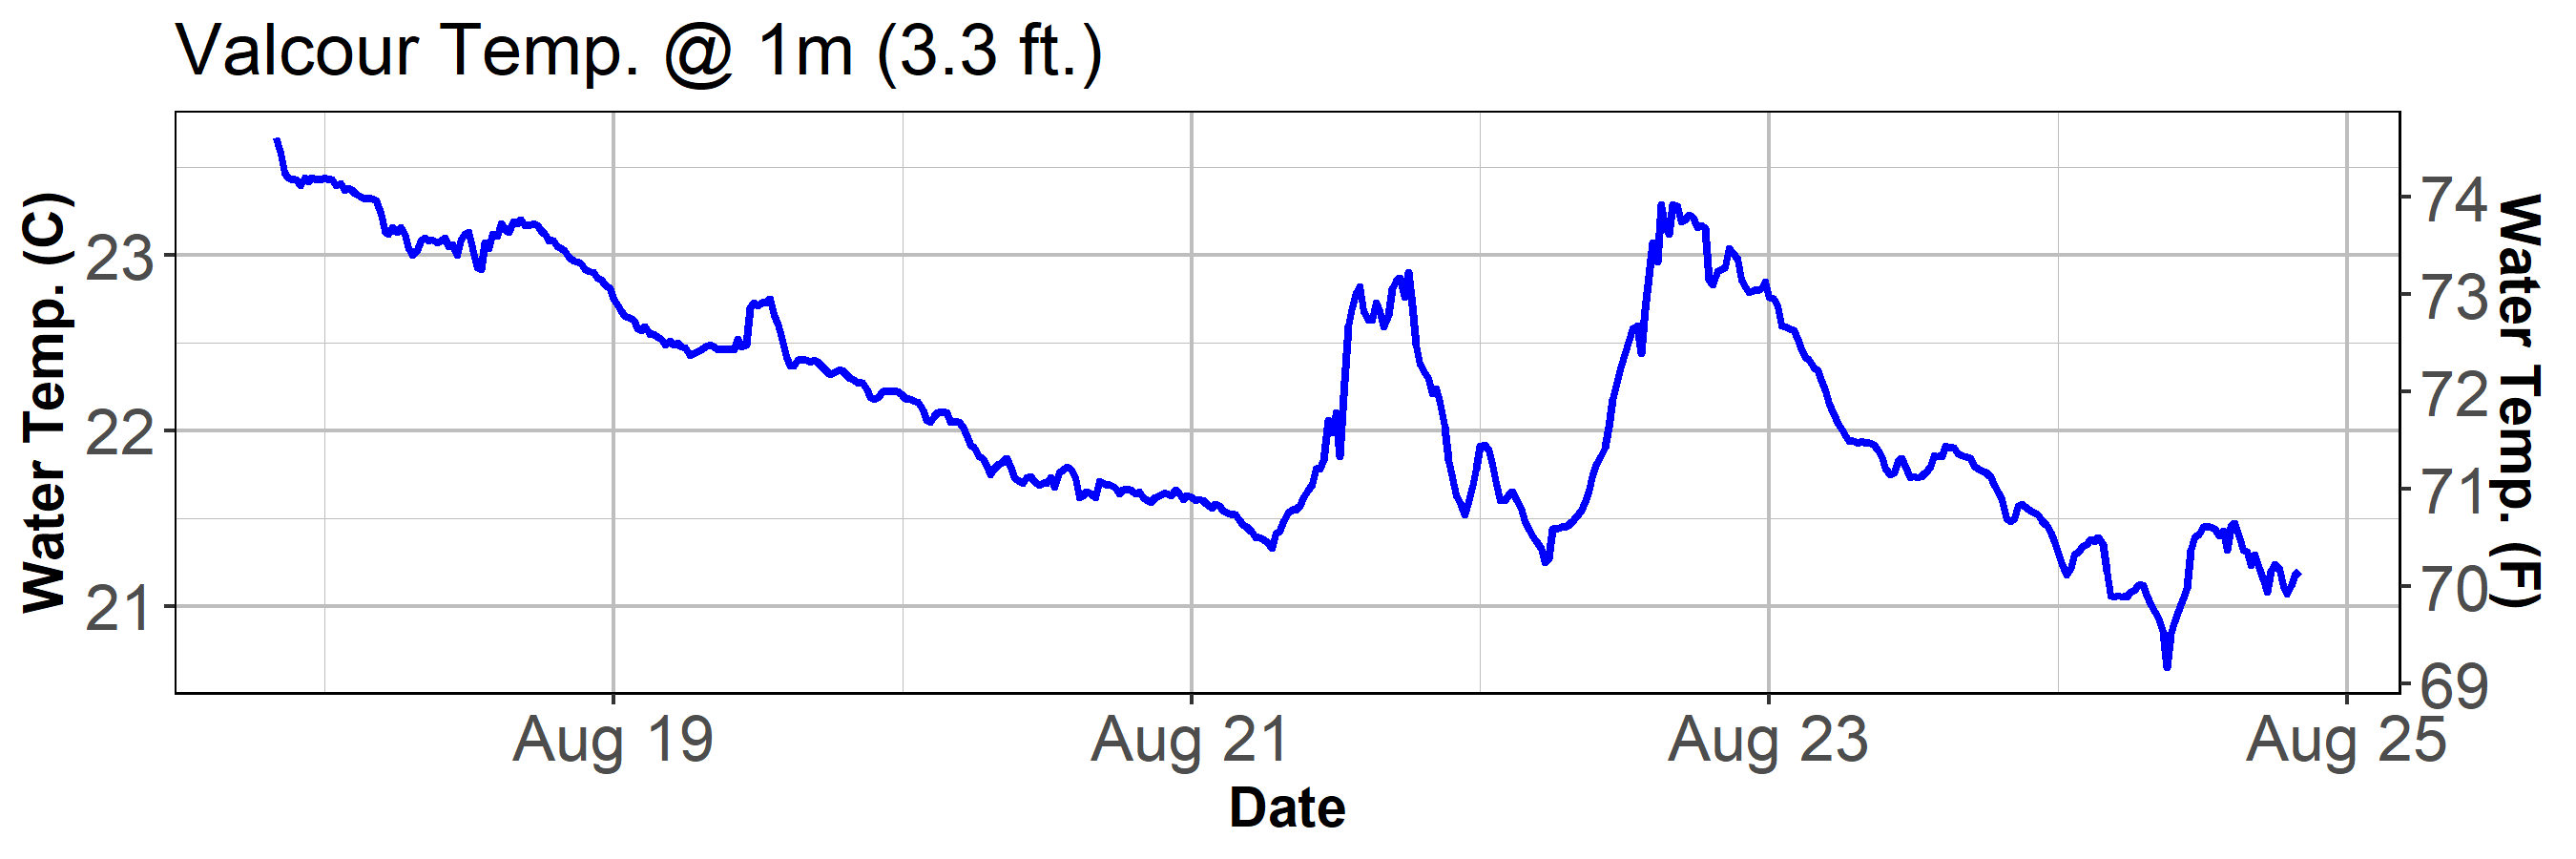 Valcour Temp. @ 1m (3.3 ft.)
Water Temp. (C)
23
22
21
74
73
72
71
70
69
Water Temp. (F)
Aug 19
Aug 21
Aug 23
Aug 25
Date